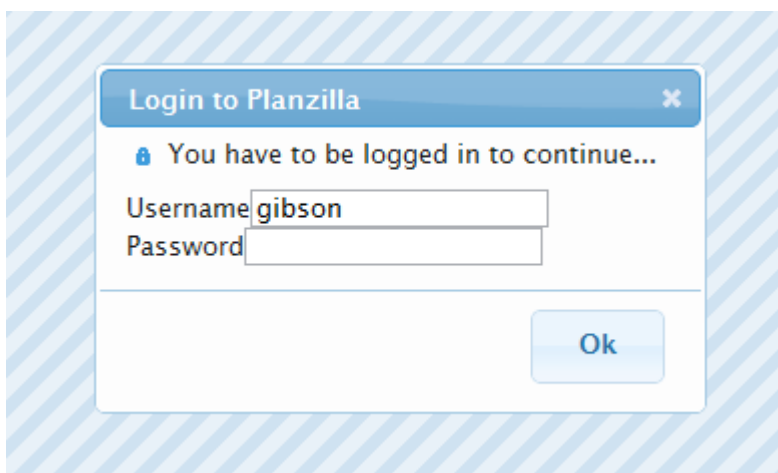 Login to Planzilla
You have to be logged in to continue...
Username gibson
Password
Ok